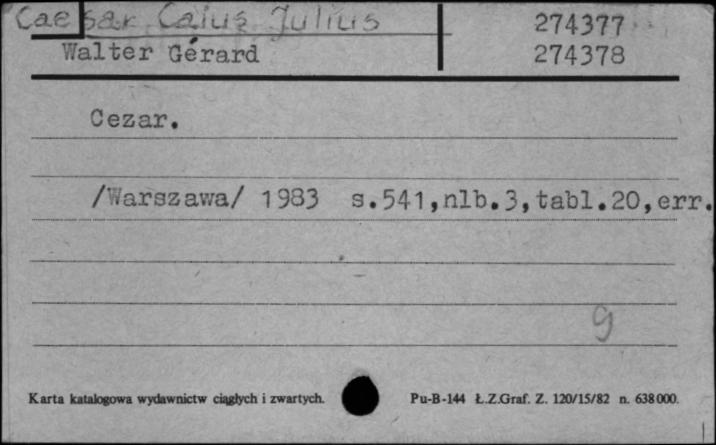 Caesar Caius Julius
274377
Walter Gérard
274378
Cezar.
/Warszawa/ 1983 s.541,nlb.3,tabl.20,err.
9
Karta katalogowa wydawnictw ciągłych i zwartych.
Pu-B-144 Ł.Z.Graf. Z. 120/15/82 n. 638000.